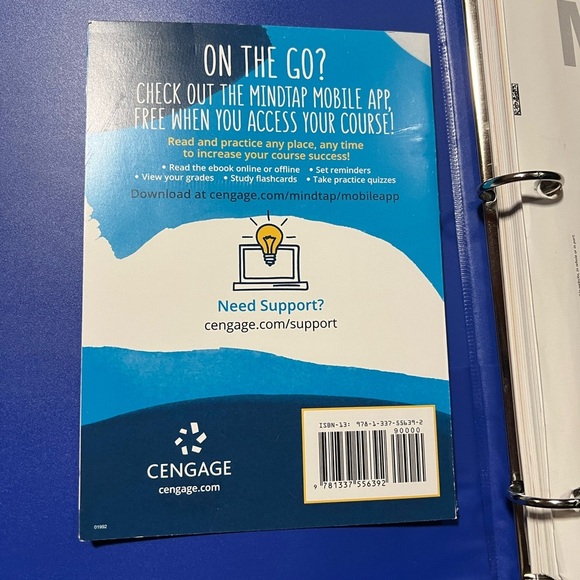 ON THE GO?
CHECK OUT THE MINDTAP MOBILE APP,
FREE WHEN YOU ACCESS YOUR COURSE!
Read and practice any place, any time
to increase your course success!
• Read the ebook online or offline • Set reminders
• View your grades • Study flashcards • Take practice quizzes
Download at cengage.com/mindtap/mobileapp
Need Support?
cengage.com/support
CENGAGE
cengage.com
ISBN-13: 978-1-337-55639-2
90000
9 781337 556392